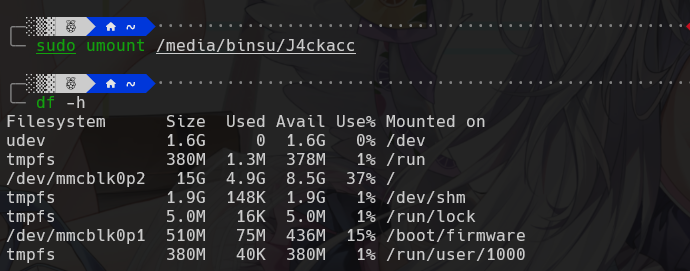 ~
sudo umount /media/binsu/J4ckacc
~
df -h
Filesystem Size Used Avail Use% Mounted on
udev 1.6G 0 1.6G 0% /dev
tmpfs 380M 1.3M 378M 1% /run
/dev/mmcblk0p2 15G 4.9G 8.5G 37% /
tmpfs 1.9G 148K 1.9G 1% /dev/shm
tmpfs 5.0M 16K 5.0M 1% /run/lock
/dev/mmcblk0p1 510M 75M 436M 15% /boot/firmware
tmpfs 380M 40K 380M 1% /run/user/1000